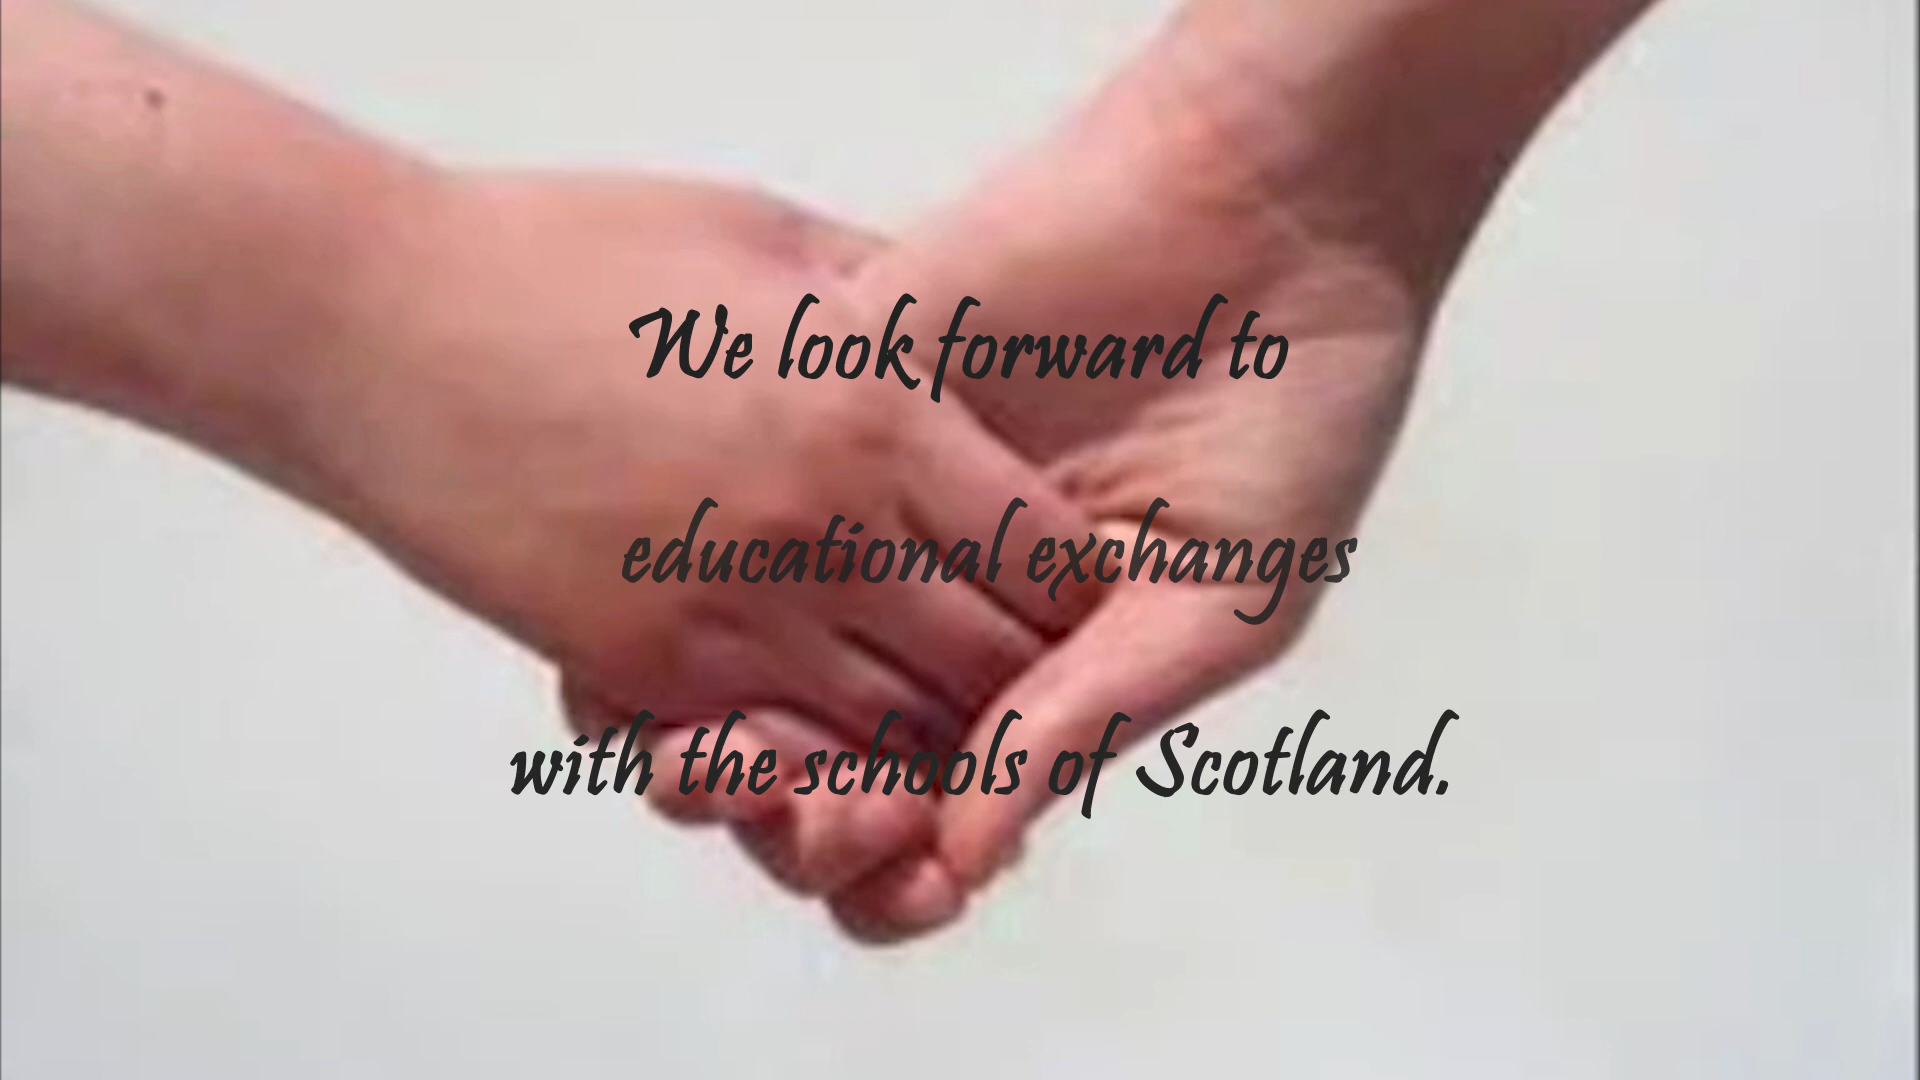 We look forward to
educational exchanges
with the schools of Scotland.